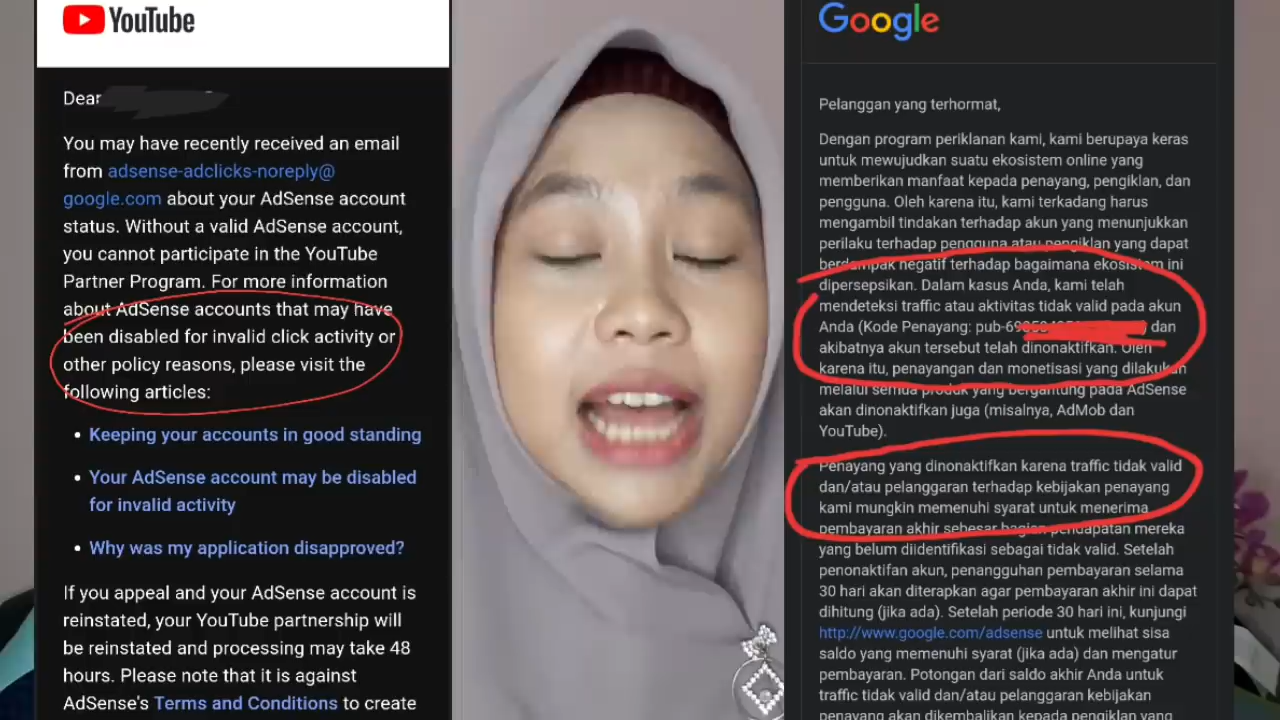 YouTube
Dear
You may have recently received an email
from adsense-adclicks-noreply@
google.com about your AdSense account
status. Without a valid AdSense account,
you cannot participate in the YouTube
Partner Program. For more information
about AdSense accounts that may have
been disabled for invalid click activity or
other policy reasons, please visit the
following articles:
• Keeping your accounts in good standing
• Your AdSense account may be disabled
for invalid activity
• Why was my application disapproved?
If you appeal and your AdSense account is
reinstated, your YouTube partnership will
be reinstated and processing may take 48
hours. Please note that it is against
AdSense's Terms and Conditions to create
Google
Pelanggan yang terhormat,
Dengan program periklanan kami, kami berupaya keras
untuk mewujudkan suatu ekosistem online yang
memberikan manfaat kepada penayang, pengiklan, dan
pengguna. Oleh karena itu, kami terkadang harus
mengambil tindakan terhadap akun yang menunjukkan
perilaku terhadap pengguna atau pengiklan yang dapat
berdampak negatif terhadap bagaimana ekosistem ini
dipersepsikan. Dalam kasus Anda, kami telah
mendeteksi traffic atau aktivitas tidak valid pada akun
Anda (Kode Penayang: dan
akibatnya akun tersebut telah dinonaktifkan. Oleh
karena itu, penayangan dan monetisasi yang dilakukan
melalui semua produk yang bergantung pada AdSense
akan dinonaktifkan juga (misalnya, AdMob dan
YouTube).
Penayang yang dinonaktifkan karena traffic tidak valid
dan/atau pelanggaran terhadap kebijakan penayang
kami mungkin memenuhi syarat untuk menerima
pembayaran akhir sebesar bagian pendapatan mereka
yang belum diidentifikasi sebagai tidak valid. Setelah
penonaktifan akun, penangguhan pembayaran selama
30 hari akan diterapkan agar pembayaran akhir ini dapat
dihitung (jika ada). Setelah periode 30 hari ini, kunjungi
http://www.google.com/adsense untuk melihat sisa
saldo yang memenuhi syarat (jika ada) dan mengatur
pembayaran. Potongan dari saldo akhir Anda untuk
traffic tidak valid dan/atau pelanggaran kebijakan
penayang akan dikembalikan kepada pengiklan yang